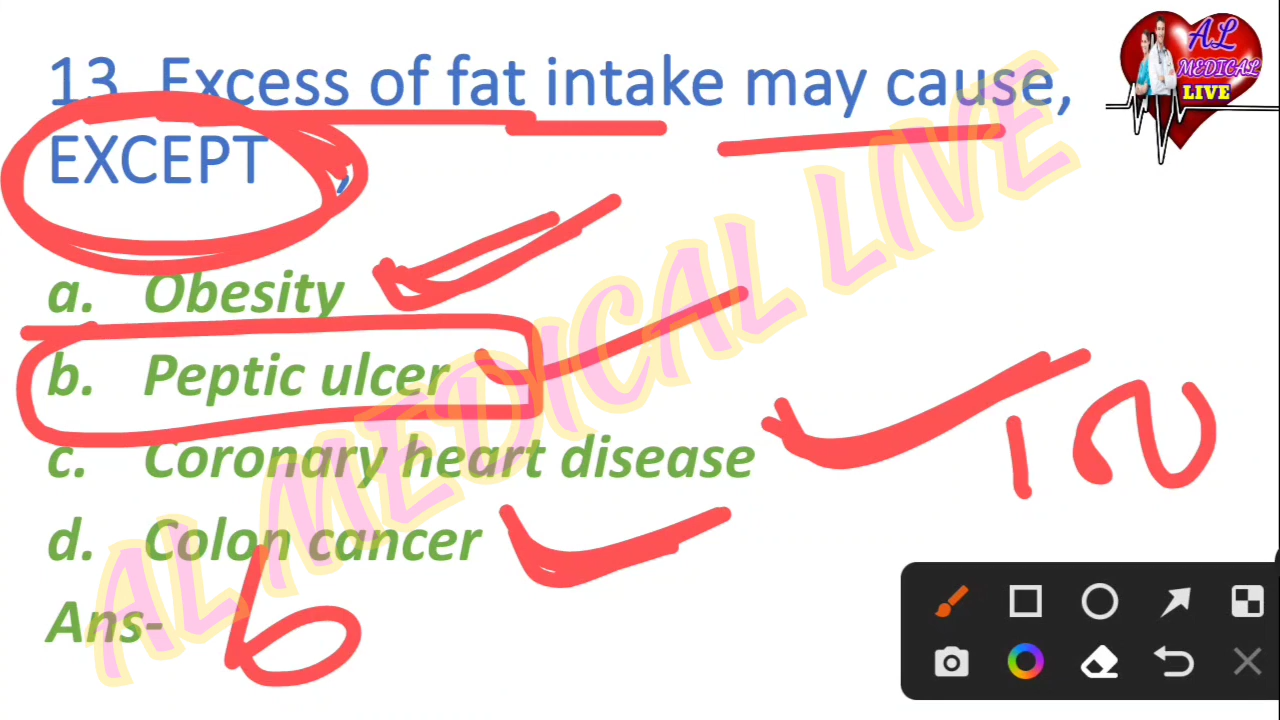 AL
MEDICAL
LIVE
13. Excess of fat intake may cause,
EXCEPT ,
a. Obesity
b. Peptic ulcer
c. Coronary heart disease
d. Colon cancer
Ans- b
AL MEDICAL LIVE